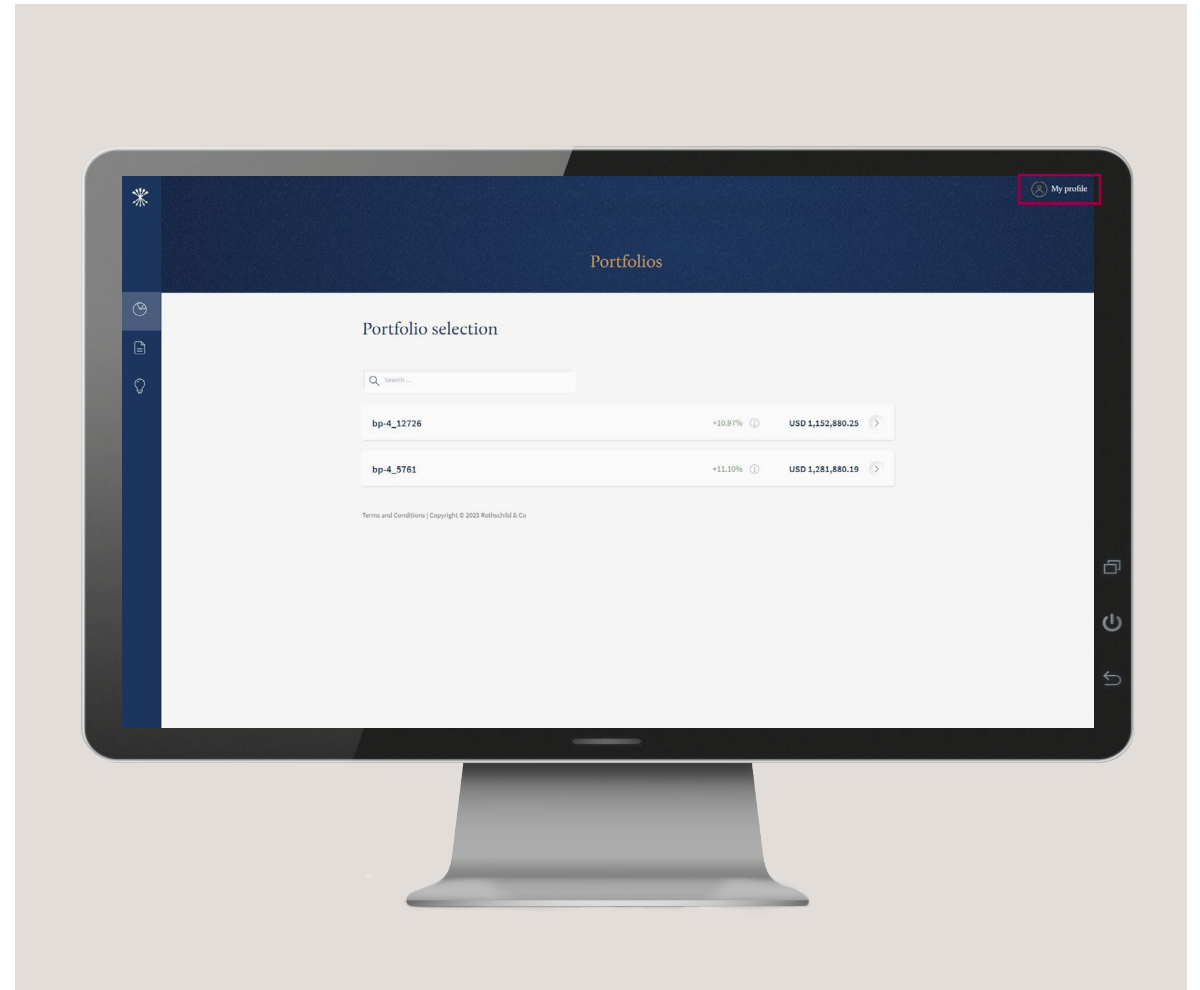 My profile
Portfolios
Portfolio selection
Search ...
bp-4_12726 +10.97% USD 1,152,880.25
bp-4_5761 +11.10% USD 1,281,880.19
Terms and Conditions | Copyright © 2023 Rothschild & Co